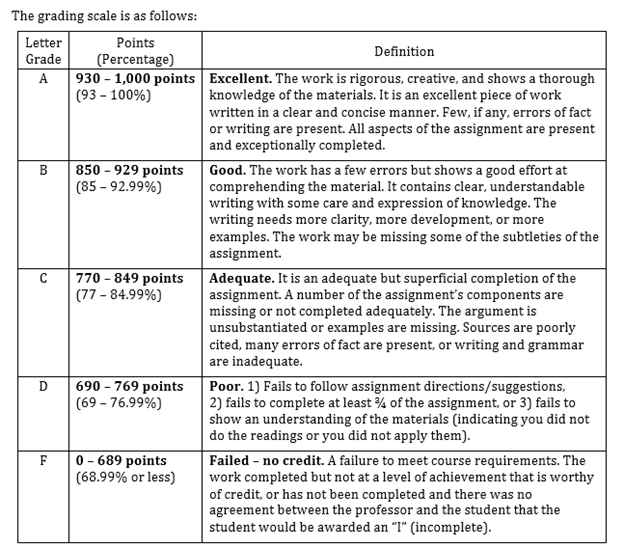 The grading scale is as follows:
Letter Grade
Points (Percentage)
Definition
A
930 – 1,000 points
(93 – 100%)
Excellent. The work is rigorous, creative, and shows a thorough
knowledge of the materials. It is an excellent piece of work
written in a clear and concise manner. Few, if any, errors of fact
or writing are present. All aspects of the assignment are present
and exceptionally completed.
B
850 – 929 points
(85 – 92.99%)
Good. The work has a few errors but shows a good effort at
comprehending the material. It contains clear, understandable
writing with some care and expression of knowledge. The
writing needs more clarity, more development, or more
examples. The work may be missing some of the subtleties of the
assignment.
C
770 – 849 points
(77 – 84.99%)
Adequate. It is an adequate but superficial completion of the
assignment. A number of the assignment's components are
missing or not completed adequately. The argument is
unsubstantiated or examples are missing. Sources are poorly
cited, many errors of fact are present, or writing and grammar
are inadequate.
D
690 – 769 points
(69 – 76.99%)
Poor. 1) Fails to follow assignment directions/suggestions,
2) fails to complete at least ¾ of the assignment, or 3) fails to
show an understanding of the materials (indicating you did not
do the readings or you did not apply them).
F
0 – 689 points
(68.99% or less)
Failed – no credit. A failure to meet course requirements. The
work completed but not at a level of achievement that is worthy
of credit, or has not been completed and there was no
agreement between the professor and the student that the
student would be awarded an "I" (incomplete).